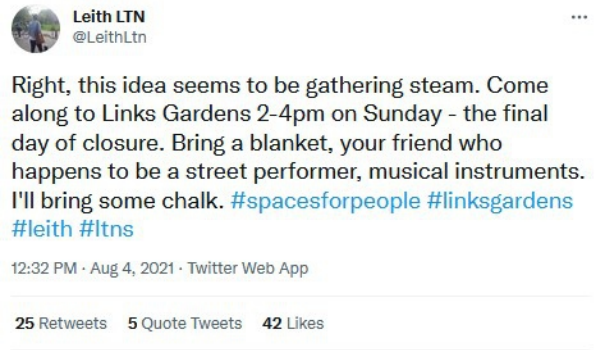 Leith LTN
@LeithLtn
Right, this idea seems to be gathering steam. Come
along to Links Gardens 2-4pm on Sunday - the final
day of closure. Bring a blanket, your friend who
happens to be a street performer, musical instruments.
I'll bring some chalk. #spacesforpeople #linksgardens
#leith #ltns
12:32 PM · Aug 4, 2021 · Twitter Web App
25 Retweets 5 Quote Tweets 42 Likes